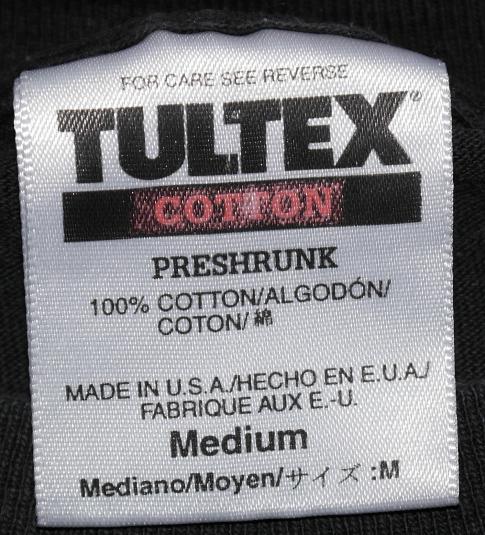 FOR CARE SEE REVERSE
TULTEX®
COTTON
PRESHRUNK
100% COTTON/ALGODÓN/
COTON/ 綿
MADE IN U.S.A./HECHO EN E.U.A./
FABRIQUE AUX E.-U.
Medium
Mediano/Moyen/サイズ :M